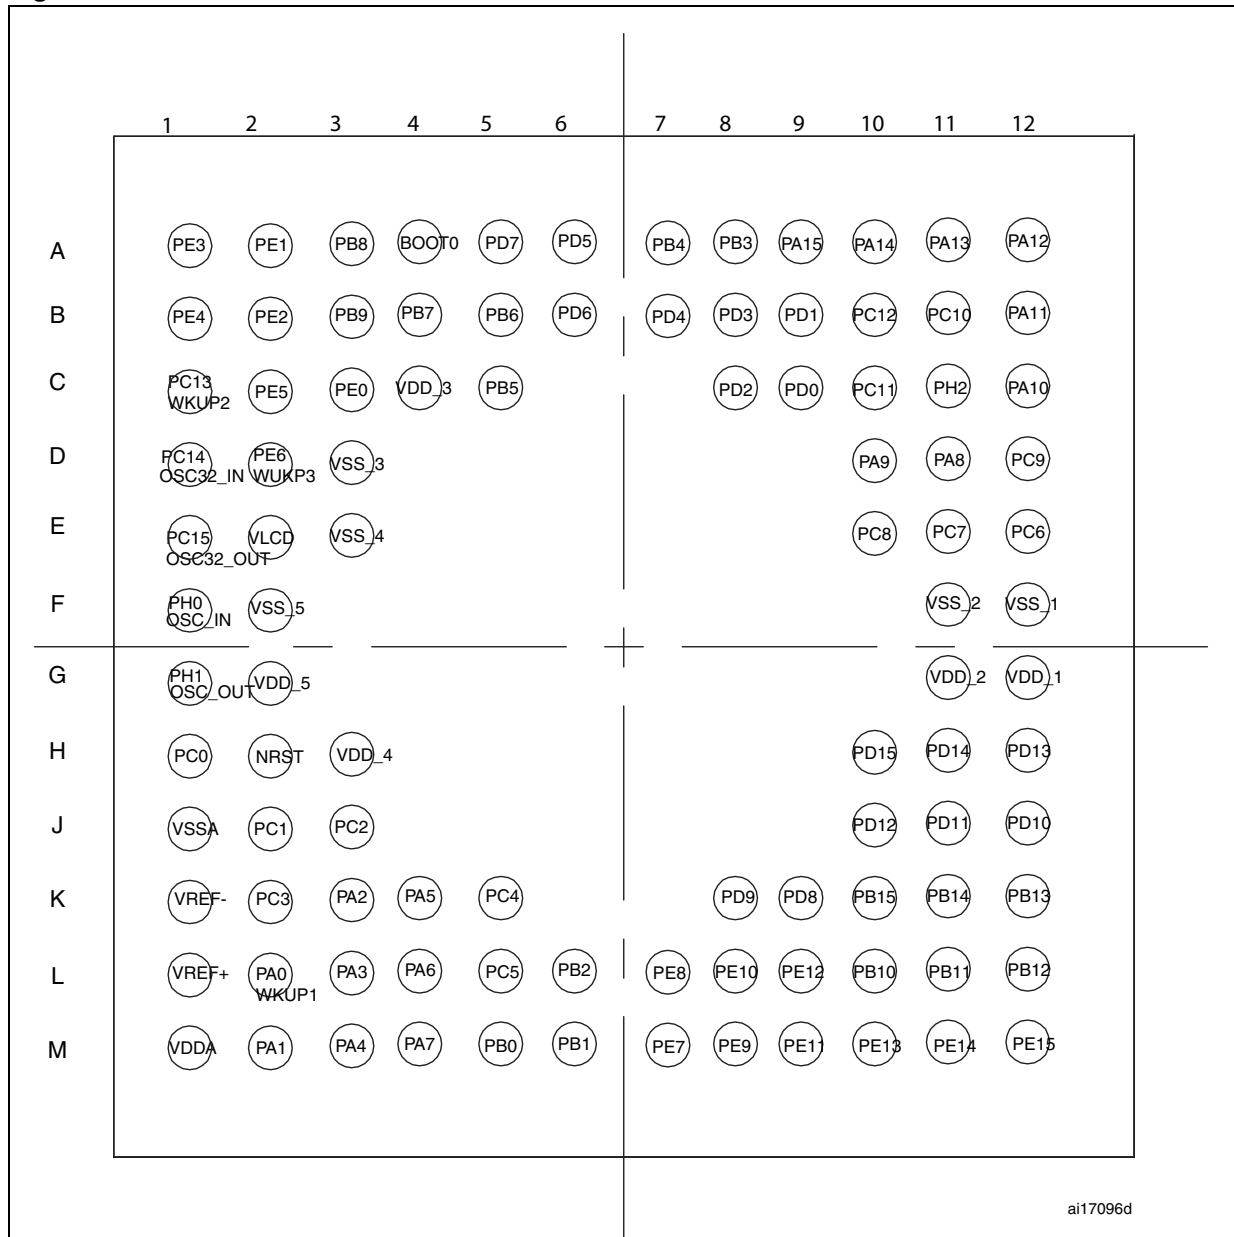 1 2 3 4 5 6 7 8 9 10 11 12
A PE3 PE1 PB8 BOOT0 PD7 PD5 PB4 PB3 PA15 PA14 PA13 PA12
B PE4 PE2 PB9 PB7 PB6 PD6 PD4 PD3 PD1 PC12 PC10 PA11
C PC13 PE5 PE0 VDD_3 PB5 PD2 PD0 PC11 PH2 PA10
WKUP2
D PC14 PE6 VSS_3 PA9 PA8 PC9
OSC32_IN WUKP3
E PC15 VLCD VSS_4 PC8 PC7 PC6
OSC32_OUT
F PH0 VSS_5 VSS_2 VSS_1
OSC_IN
G PH1 VDD_5 VDD_2 VDD_1
OSC_OUT
H PC0 NRST VDD_4 PD15 PD14 PD13
J VSSA PC1 PC2 PD12 PD11 PD10
K VREF- PC3 PA2 PA5 PC4 PD9 PD8 PB15 PB14 PB13
L VREF+ PA0 PA3 PA6 PC5 PB2 PE8 PE10 PE12 PB10 PB11 PB12
WKUP1
M VDDA PA1 PA4 PA7 PB0 PB1 PE7 PE9 PE11 PE13 PE14 PE15
ai17096d